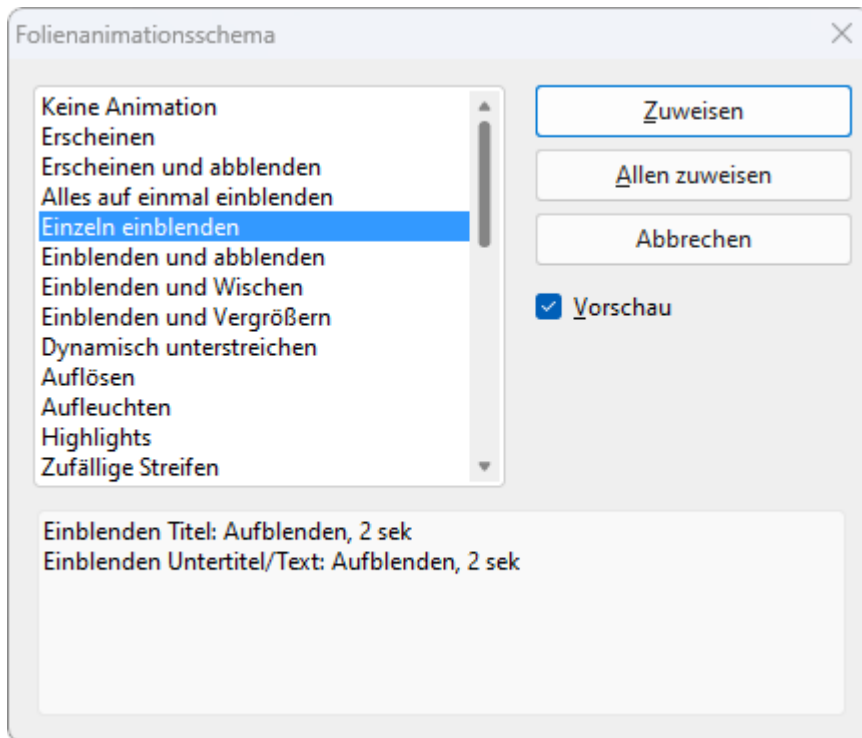 Folienanimationsschema
Keine Animation
Erscheinen
Erscheinen und abblenden
Alles auf einmal einblenden
Einzeln einblenden
Einblenden und abblenden
Einblenden und Wischen
Einblenden und Vergrößern
Dynamisch unterstreichen
Auflösen
Aufleuchten
Highlights
Zufällige Streifen
Zuweisen
Allen zuweisen
Abbrechen
Vorschau
Einblenden Titel: Aufblenden, 2 sek
Einblenden Untertitel/Text: Aufblenden, 2 sek